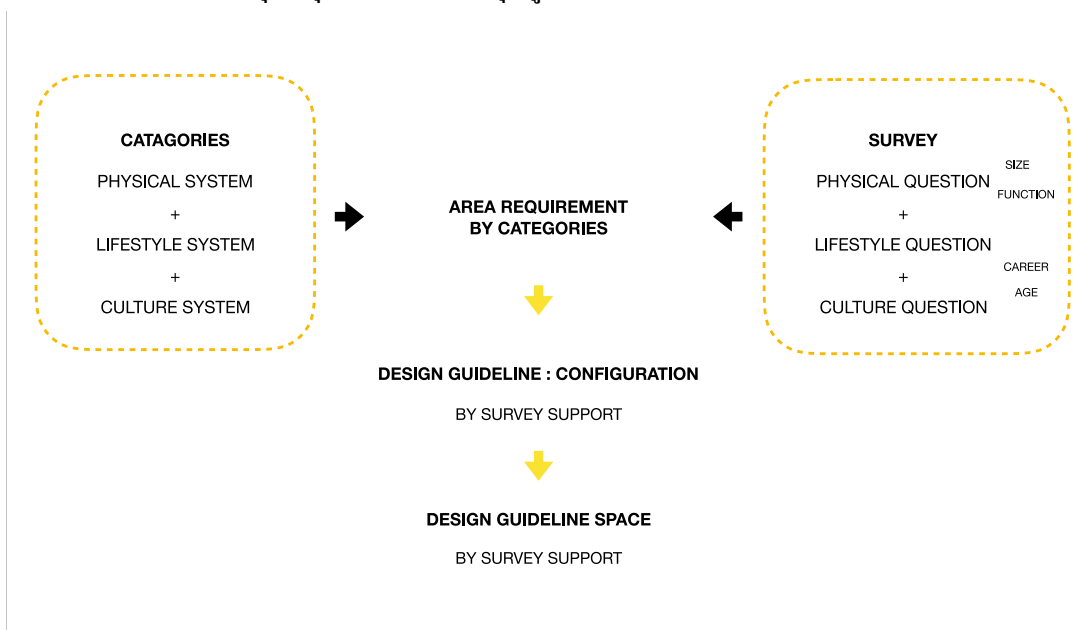 CATAGORIES
PHYSICAL SYSTEM
+
LIFESTYLE SYSTEM
+
CULTURE SYSTEM
AREA REQUIREMENT
BY CATEGORIES
SURVEY
SIZE
PHYSICAL QUESTION
FUNCTION
+
LIFESTYLE QUESTION
+
CAREER
AGE
CULTURE QUESTION
DESIGN GUIDELINE : CONFIGURATION
BY SURVEY SUPPORT
DESIGN GUIDELINE SPACE
BY SURVEY SUPPORT